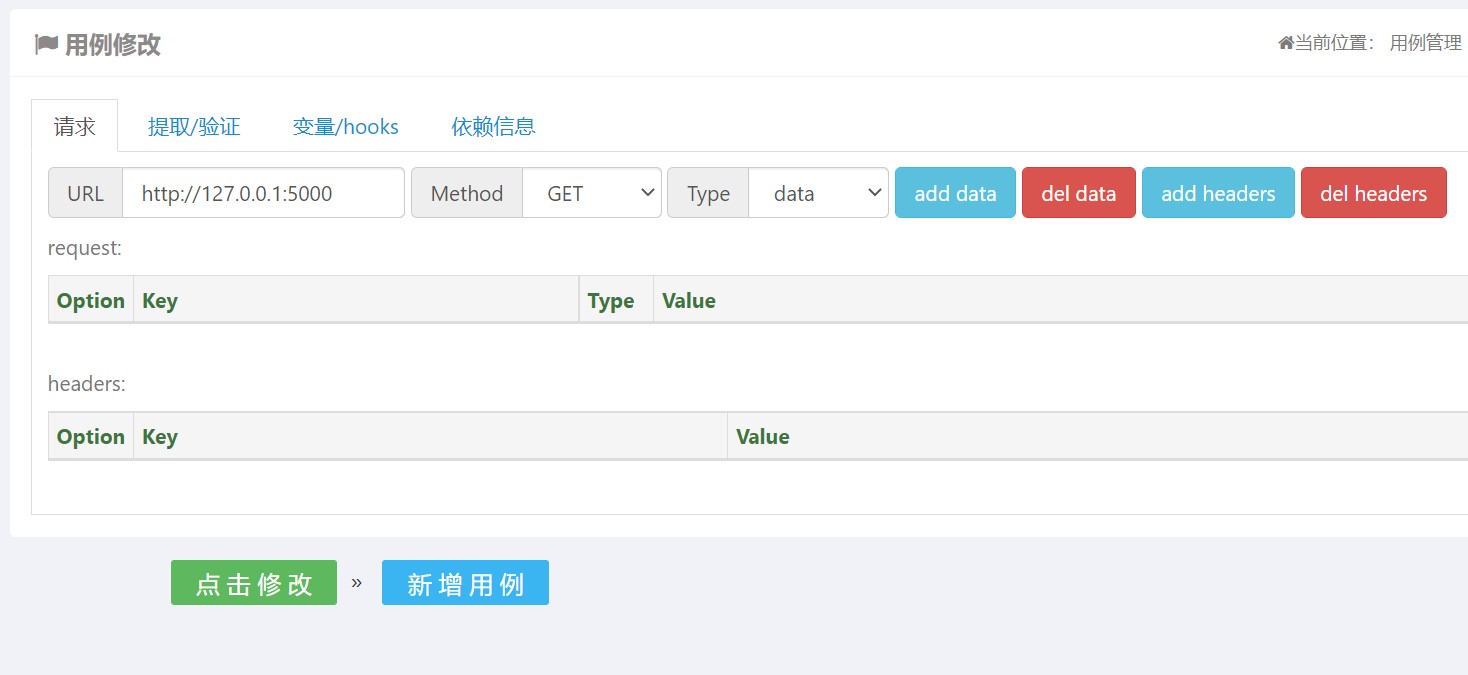 用例修改 当前位置： 用例管理
请求 提取/验证 变量/hooks 依赖信息
URL http://127.0.0.1:5000 Method GET Type data add data del data add headers del headers
request:
Option Key Type Value
headers:
Option Key Value
点击修改 » 新增用例